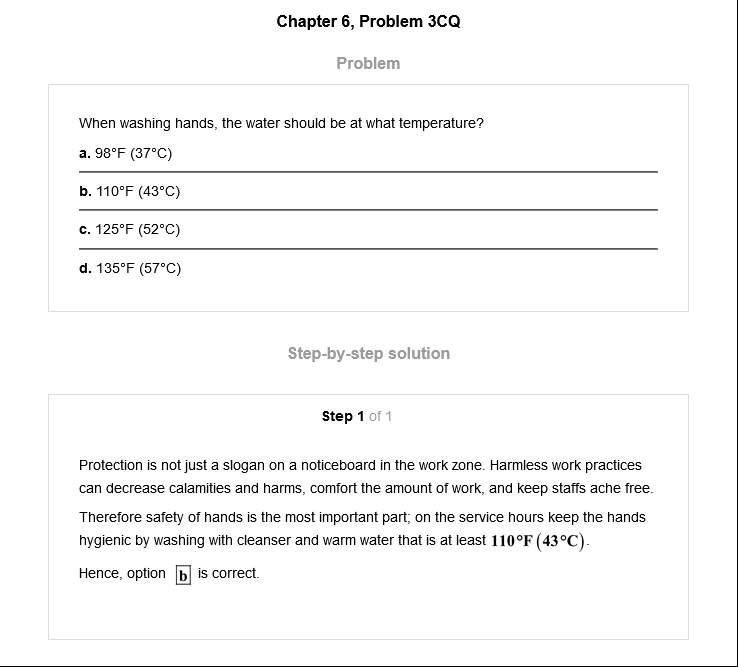 Chapter 6, Problem 3CQ
Problem
When washing hands, the water should be at what temperature?
a. 98°F (37°C)
b. 110°F (43°C)
c. 125°F (52°C)
d. 135°F (57°C)
Step-by-step solution
Step 1 of 1
Protection is not just a slogan on a noticeboard in the work zone. Harmless work practices
can decrease calamities and harms, comfort the amount of work, and keep staffs ache free.
Therefore safety of hands is the most important part; on the service hours keep the hands
hygienic by washing with cleanser and warm water that is at least 110°F (43°C).
Hence, option b is correct.